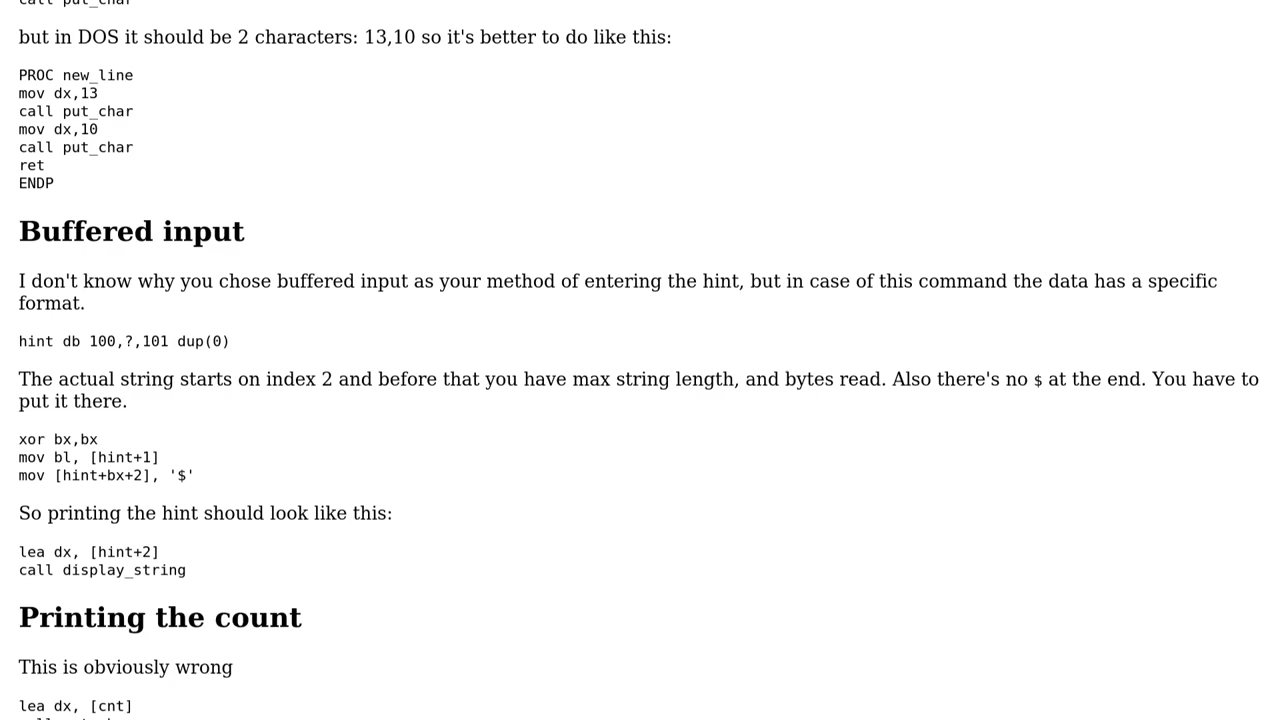 call put_char
but in DOS it should be 2 characters: 13,10 so it's better to do like this:
PROC new_line
mov dx,13
call put_char
mov dx,10
call put_char
ret
ENDP
Buffered input
I don't know why you chose buffered input as your method of entering the hint, but in case of this command the data has a specific
format.
hint db 100,?,101 dup(0)
The actual string starts on index 2 and before that you have max string length, and bytes read. Also there's no $ at the end. You have to
put it there.
xor bx,bx
mov bl, [hint+1]
mov [hint+bx+2], '$'
So printing the hint should look like this:
lea dx, [hint+2]
call display_string
Printing the count
This is obviously wrong
lea dx, [cnt]